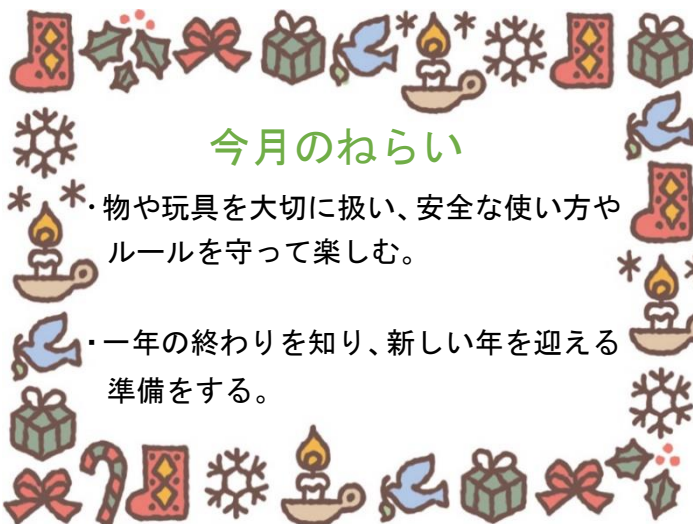 今月のねらい
・物や玩具を大切に扱い、安全な使い方や
ルールを守って楽しむ。
・一年の終わりを知り、新しい年を迎える
準備をする。